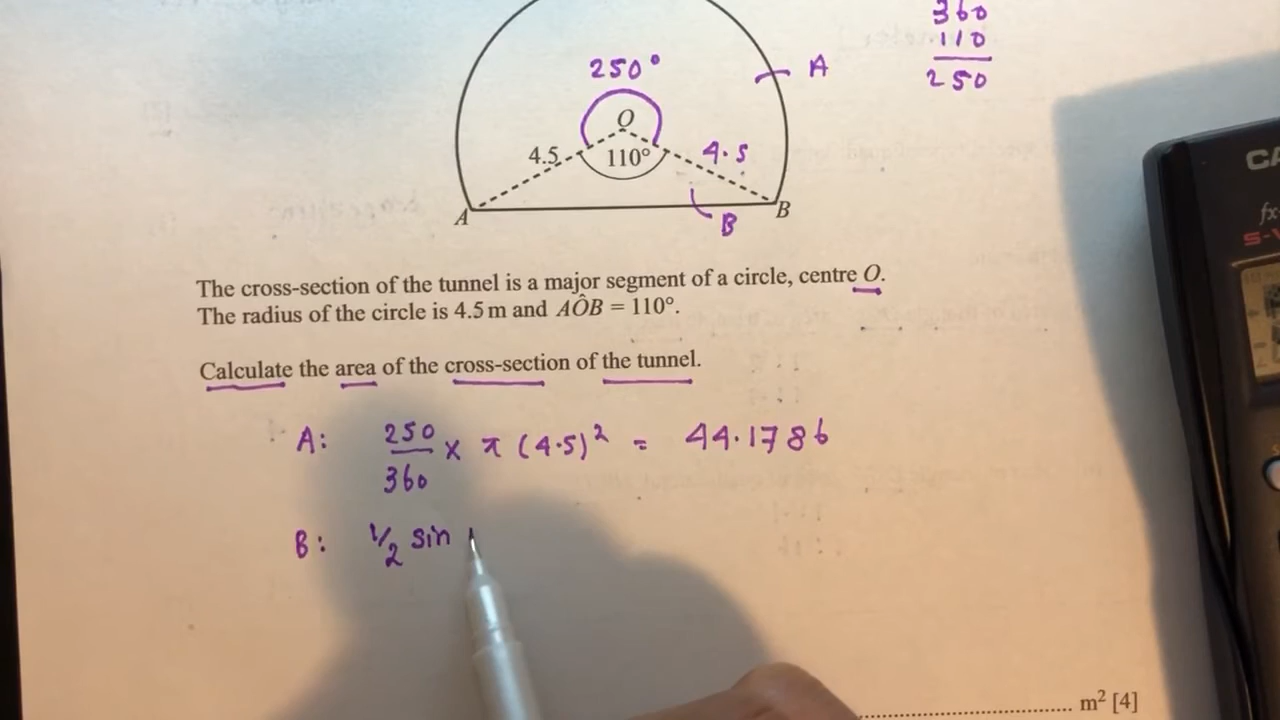 360
110
250
250°
A
O
4.5
110°
4.5
A
B
B
CA
fx
S-V
The cross-section of the tunnel is a major segment of a circle, centre O.
The radius of the circle is 4.5 m and AÔB = 110°.
Calculate the area of the cross-section of the tunnel.
A: 250/360 x π (4.5)² = 44.1786
B: 1/2 sin
m² [4]